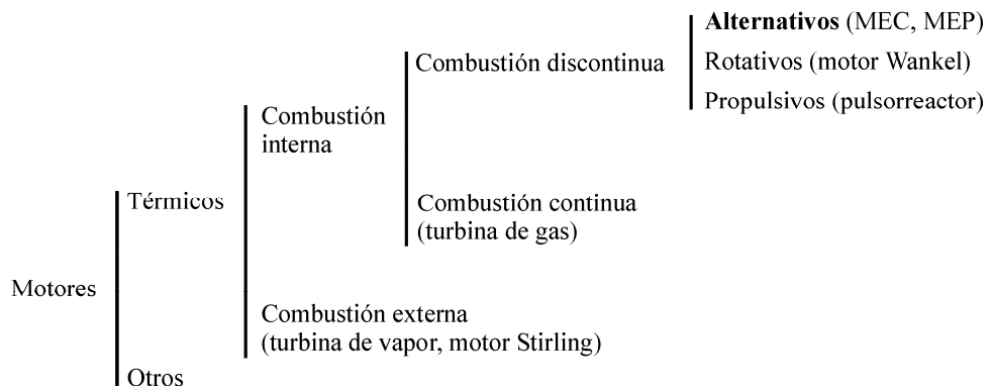 Motores
Térmicos
Combustión
interna
Combustión discontinua
Alternativos (MEC, MEP)
Rotativos (motor Wankel)
Propulsivos (pulsorreactor)
Combustión continua
(turbina de gas)
Combustión externa
(turbina de vapor, motor Stirling)
Otros